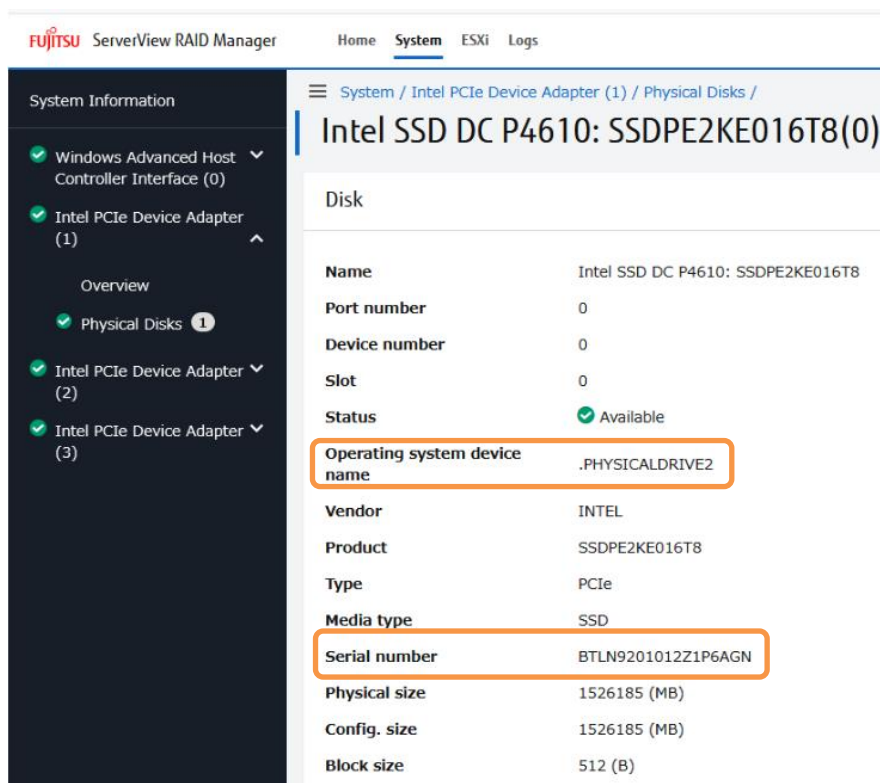 FUJITSU ServerView RAID Manager
Home System ESXi Logs
System Information
Windows Advanced Host
Controller Interface (0)
Intel PCIe Device Adapter
(1)
Overview
Physical Disks 1
Intel PCIe Device Adapter
(2)
Intel PCIe Device Adapter
(3)
System / Intel PCIe Device Adapter (1) / Physical Disks /
Intel SSD DC P4610: SSDPE2KE016T8(0)
Disk
Name Intel SSD DC P4610: SSDPE2KE016T8
Port number 0
Device number 0
Slot 0
Status Available
Operating system device
name .PHYSICALDRIVE2
Vendor INTEL
Product SSDPE2KE016T8
Type PCIe
Media type SSD
Serial number BTLN9201012Z1P6AGN
Physical size 1526185 (MB)
Config. size 1526185 (MB)
Block size 512 (B)